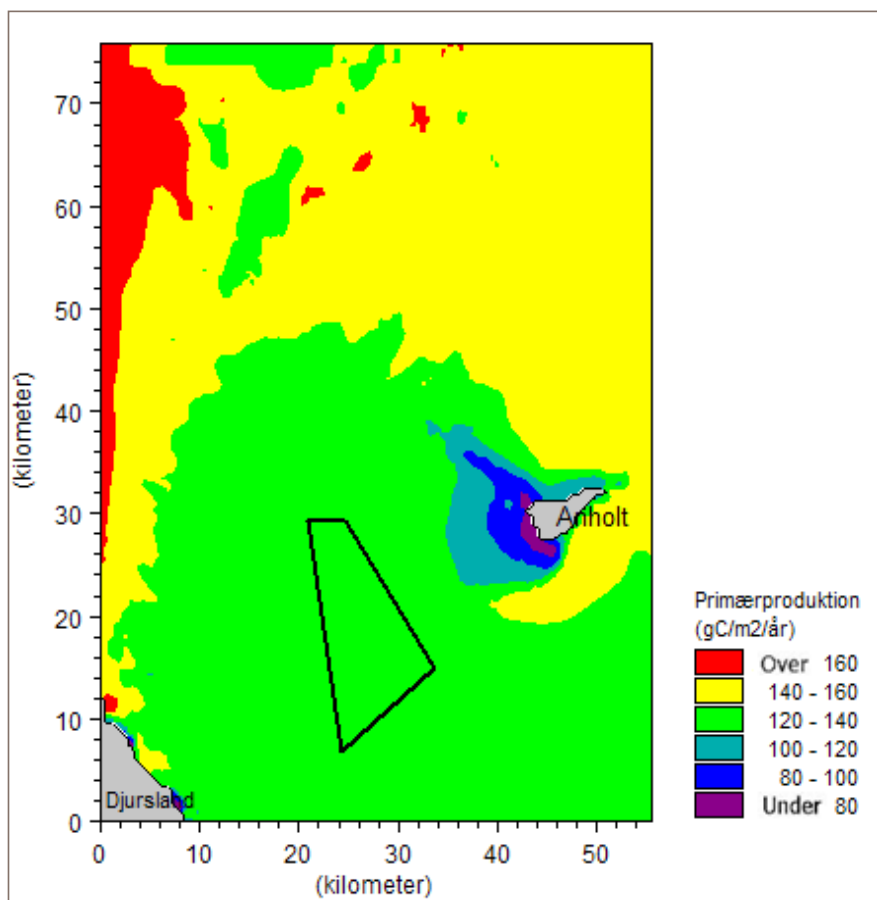 70
60
50
40
30
20
10
0
(kilometer)
0 10 20 30 40 50
(kilometer)
Anholt
Djursland
Primærproduktion
(gC/m2/år)
Over 160
140 - 160
120 - 140
100 - 120
80 - 100
Under 80